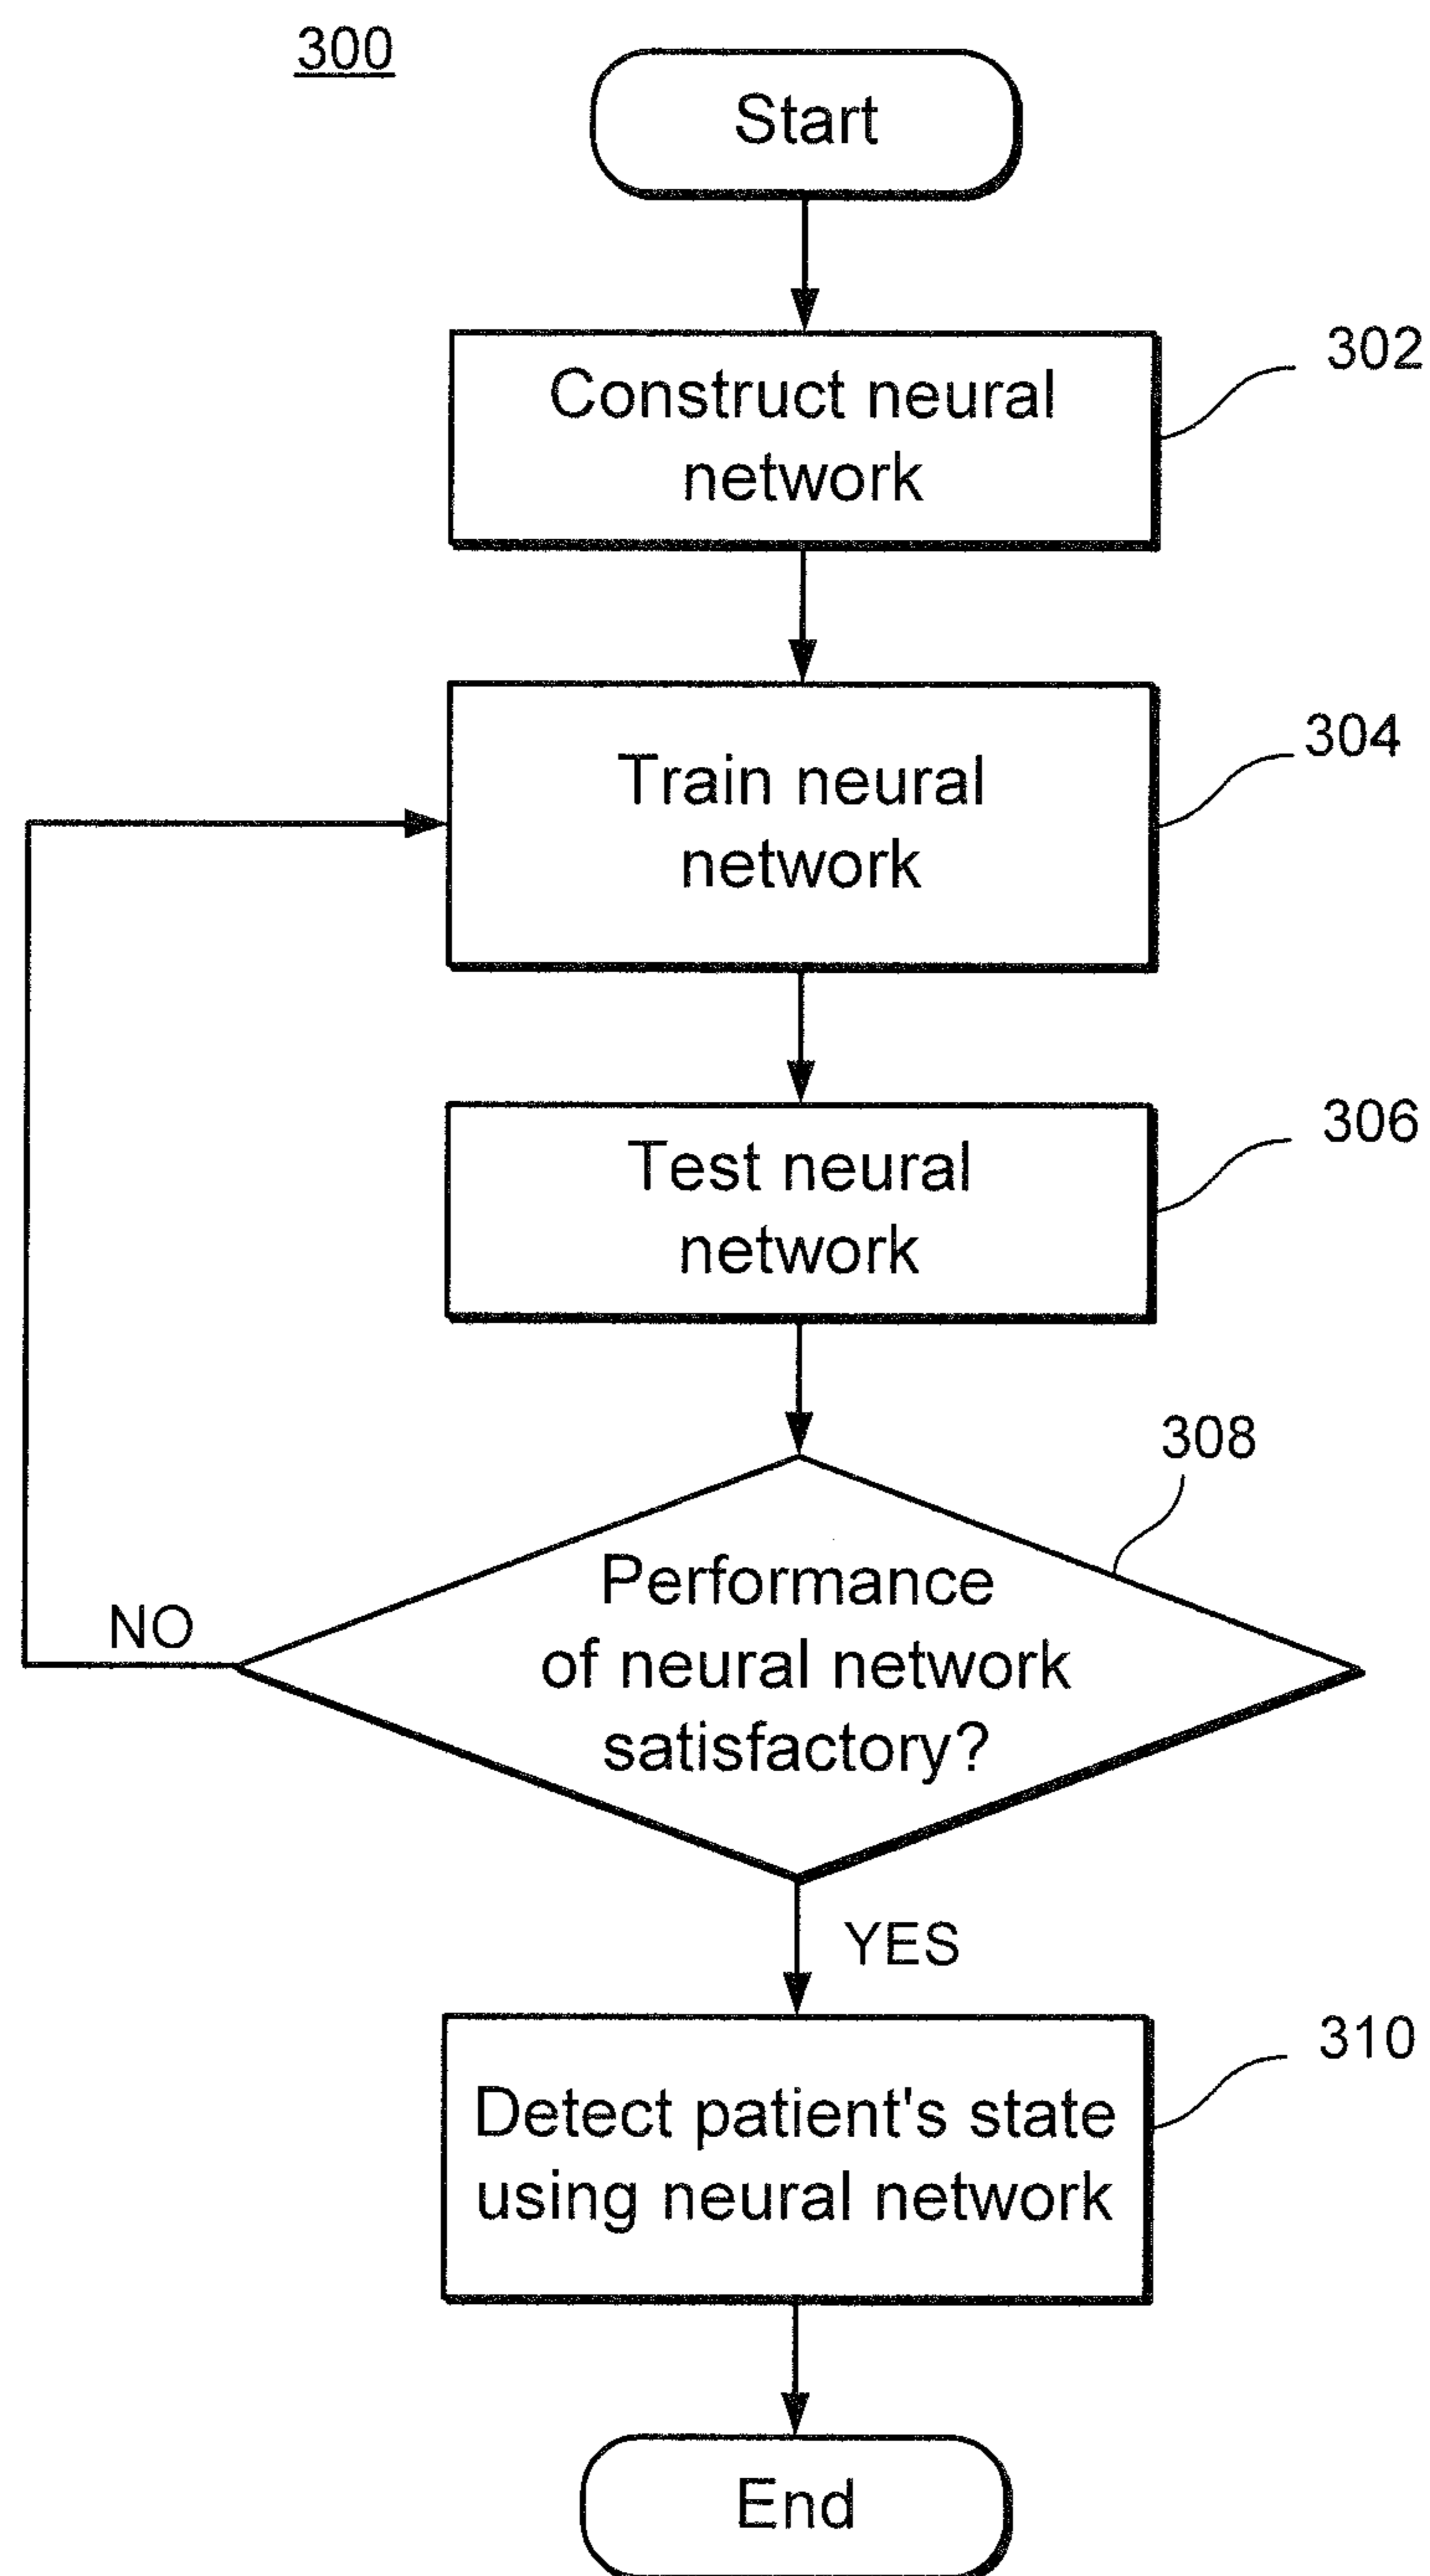 300
Start
Construct neural
network
302
Train neural
network
304
Test neural
network
306
308
Performance
of neural network
satisfactory?
NO
YES
Detect patient's state
using neural network
310
End